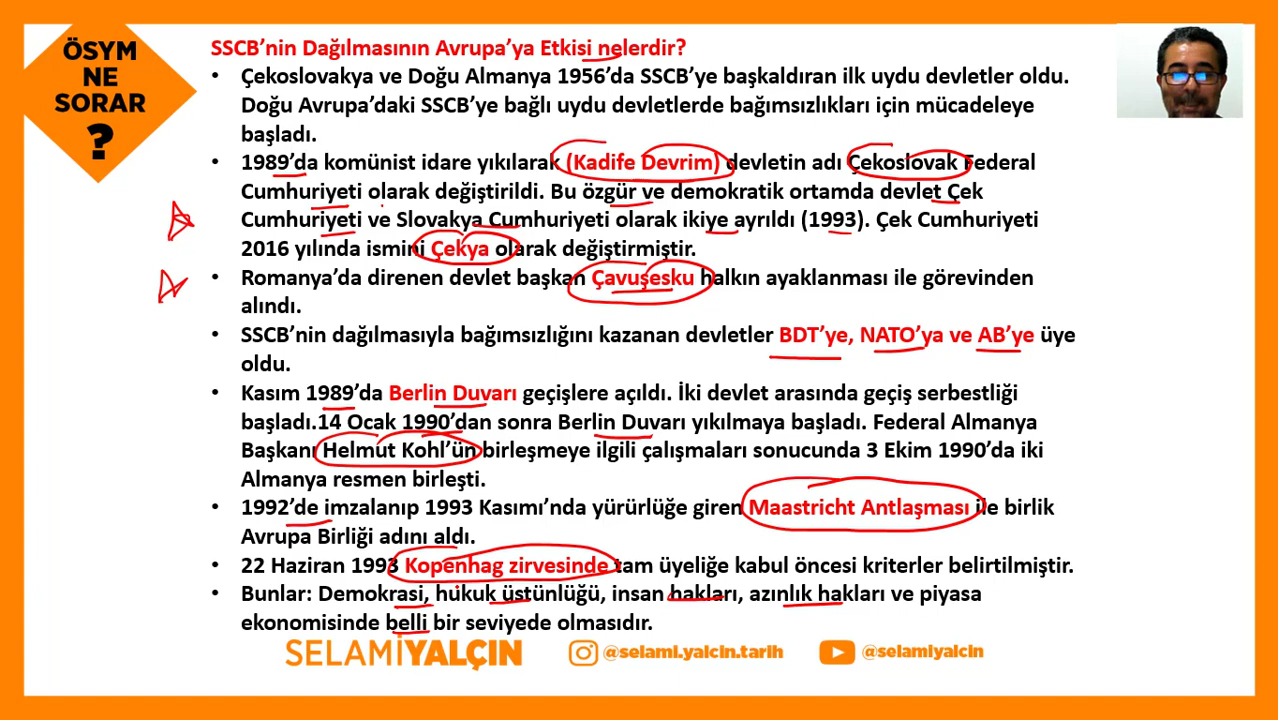 ÖSYM
NE
SORAR
?
SSCB’nin Dağılmasının Avrupa’ya Etkisi nelerdir?
• Çekoslovakya ve Doğu Almanya 1956’da SSCB’ye başkaldıran ilk uydu devletler oldu.
Doğu Avrupa’daki SSCB’ye bağlı uydu devletlerde bağımsızlıkları için mücadeleye
başladı.
• 1989’da komünist idare yıkılarak (Kadife Devrim) devletin adı Çekoslovak Federal
Cumhuriyeti olarak değiştirildi. Bu özgür ve demokratik ortamda devlet Çek
Cumhuriyeti ve Slovakya Cumhuriyeti olarak ikiye ayrıldı (1993). Çek Cumhuriyeti
2016 yılında ismini Çekya olarak değiştirmiştir.
• Romanya’da direnen devlet başkan Çavuşesku halkın ayaklanması ile görevinden
alındı.
• SSCB’nin dağılmasıyla bağımsızlığını kazanan devletler BDT’ye, NATO’ya ve AB’ye üye
oldu.
• Kasım 1989’da Berlin Duvarı geçişlere açıldı. İki devlet arasında geçiş serbestliği
başladı.14 Ocak 1990’dan sonra Berlin Duvarı yıkılmaya başladı. Federal Almanya
Başkanı Helmut Kohl’ün birleşmeye ilgili çalışmaları sonucunda 3 Ekim 1990’da iki
Almanya resmen birleşti.
• 1992’de imzalanıp 1993 Kasımı’nda yürürlüğe giren Maastricht Antlaşması ile birlik
Avrupa Birliği adını aldı.
• 22 Haziran 1993 Kopenhag zirvesinde tam üyeliğe kabul öncesi kriterler belirtilmiştir.
• Bunlar: Demokrasi, hukuk üstünlüğü, insan hakları, azınlık hakları ve piyasa
ekonomisinde belli bir seviyede olmasıdır.
SELAMİYALÇIN @selami.yalcin.tarih @selamiyalcin